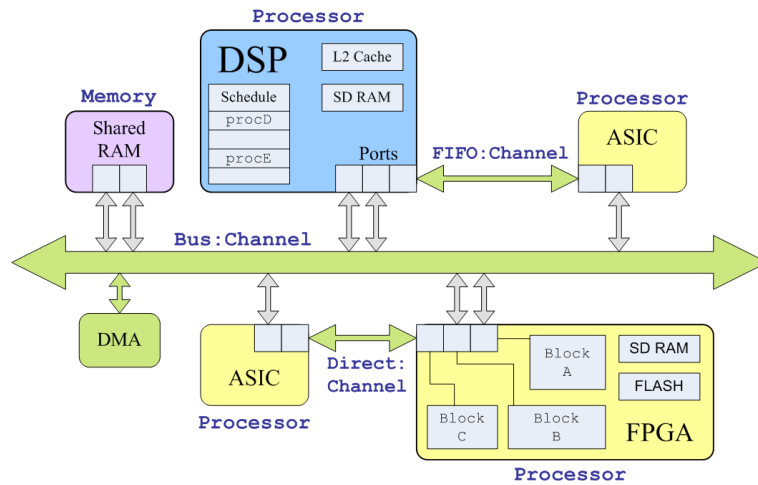 Processor
DSP
L2 Cache
Memory
Schedule
SD RAM
Processor
Shared
RAM
procD
ASIC
procE
Ports
FIFO:Channel
Bus:Channel
DMA
ASIC
Direct:
Channel
Block
A
SD RAM
FLASH
Processor
Block
C
Block
B
FPGA
Processor